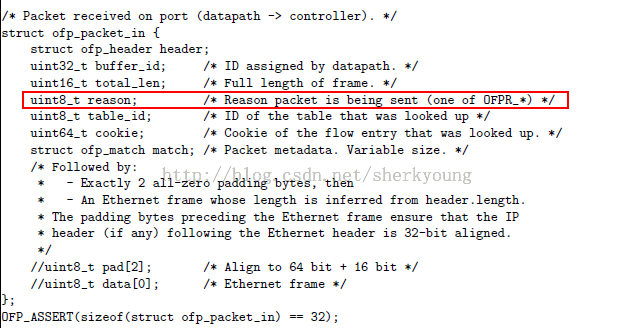 /* Packet received on port (datapath -> controller). */
struct ofp_packet_in {
    struct ofp_header header;
    uint32_t buffer_id;     /* ID assigned by datapath. */
    uint16_t total_len;     /* Full length of frame. */
    uint8_t reason;         /* Reason packet is being sent (one of OFPR_*) */
    uint8_t table_id;       /* ID of the table that was looked up */
    uint64_t cookie;        /* Cookie of the flow entry that was looked up. */
    struct ofp_match match; /* Packet metadata. Variable size. */
    /* Followed by:
http://blog.csdn.net/sherkyoung
     *   - Exactly 2 all-zero padding bytes, then
     *   - An Ethernet frame whose length is inferred from header.length.
     * The padding bytes preceding the Ethernet frame ensure that the IP
     * header (if any) following the Ethernet header is 32-bit aligned.
     */
    //uint8_t pad[2];       /* Align to 64 bit + 16 bit */
    //uint8_t data[0];      /* Ethernet frame */
};
OFP_ASSERT(sizeof(struct ofp_packet_in) == 32);